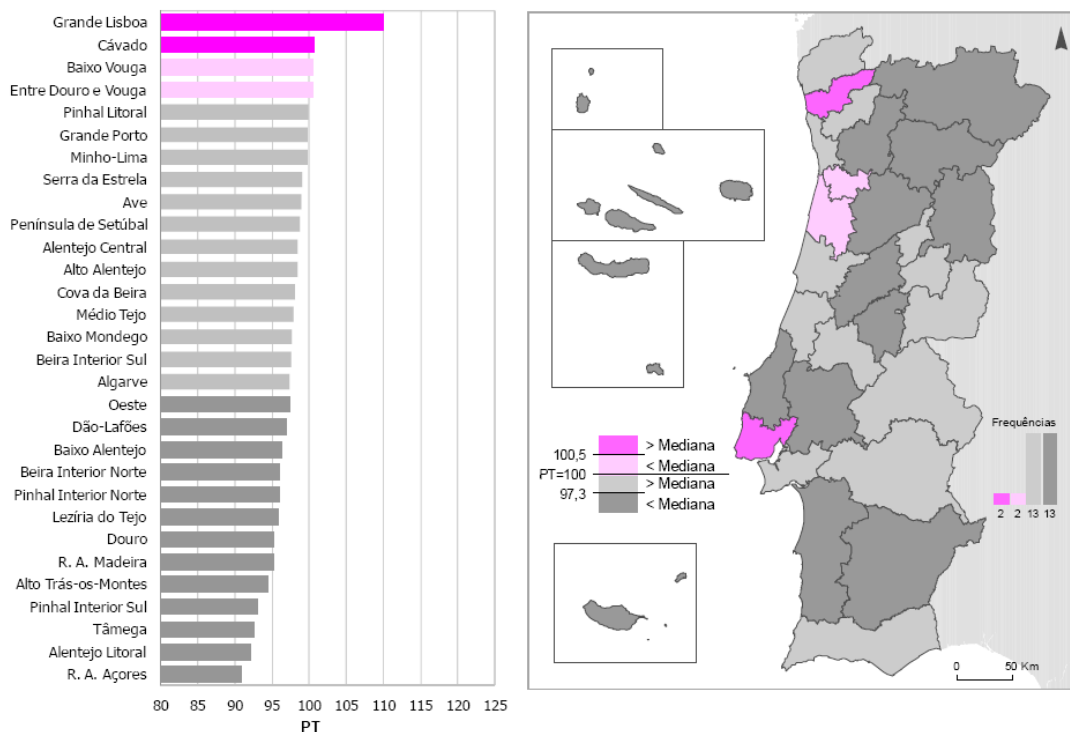 Grande Lisboa
Cávado
Baixo Vouga
Entre Douro e Vouga
Pinhal Litoral
Grande Porto
Minho-Lima
Serra da Estrela
Ave
Península de Setúbal
Alentejo Central
Alto Alentejo
Cova da Beira
Médio Tejo
Baixo Mondego
Beira Interior Sul
Algarve
Oeste
Dão-Lafões
Baixo Alentejo
Beira Interior Norte
Pinhal Interior Norte
Lezíria do Tejo
Douro
R. A. Madeira
Alto Trás-os-Montes
Pinhal Interior Sul
Tâmega
Alentejo Litoral
R. A. Açores
80 85 90 95 100 105 110 115 120 125
PT
> Mediana
100,5
< Mediana
PT=100
> Mediana
97,3
< Mediana
Frequências
2 2 13 13
0 50 Km